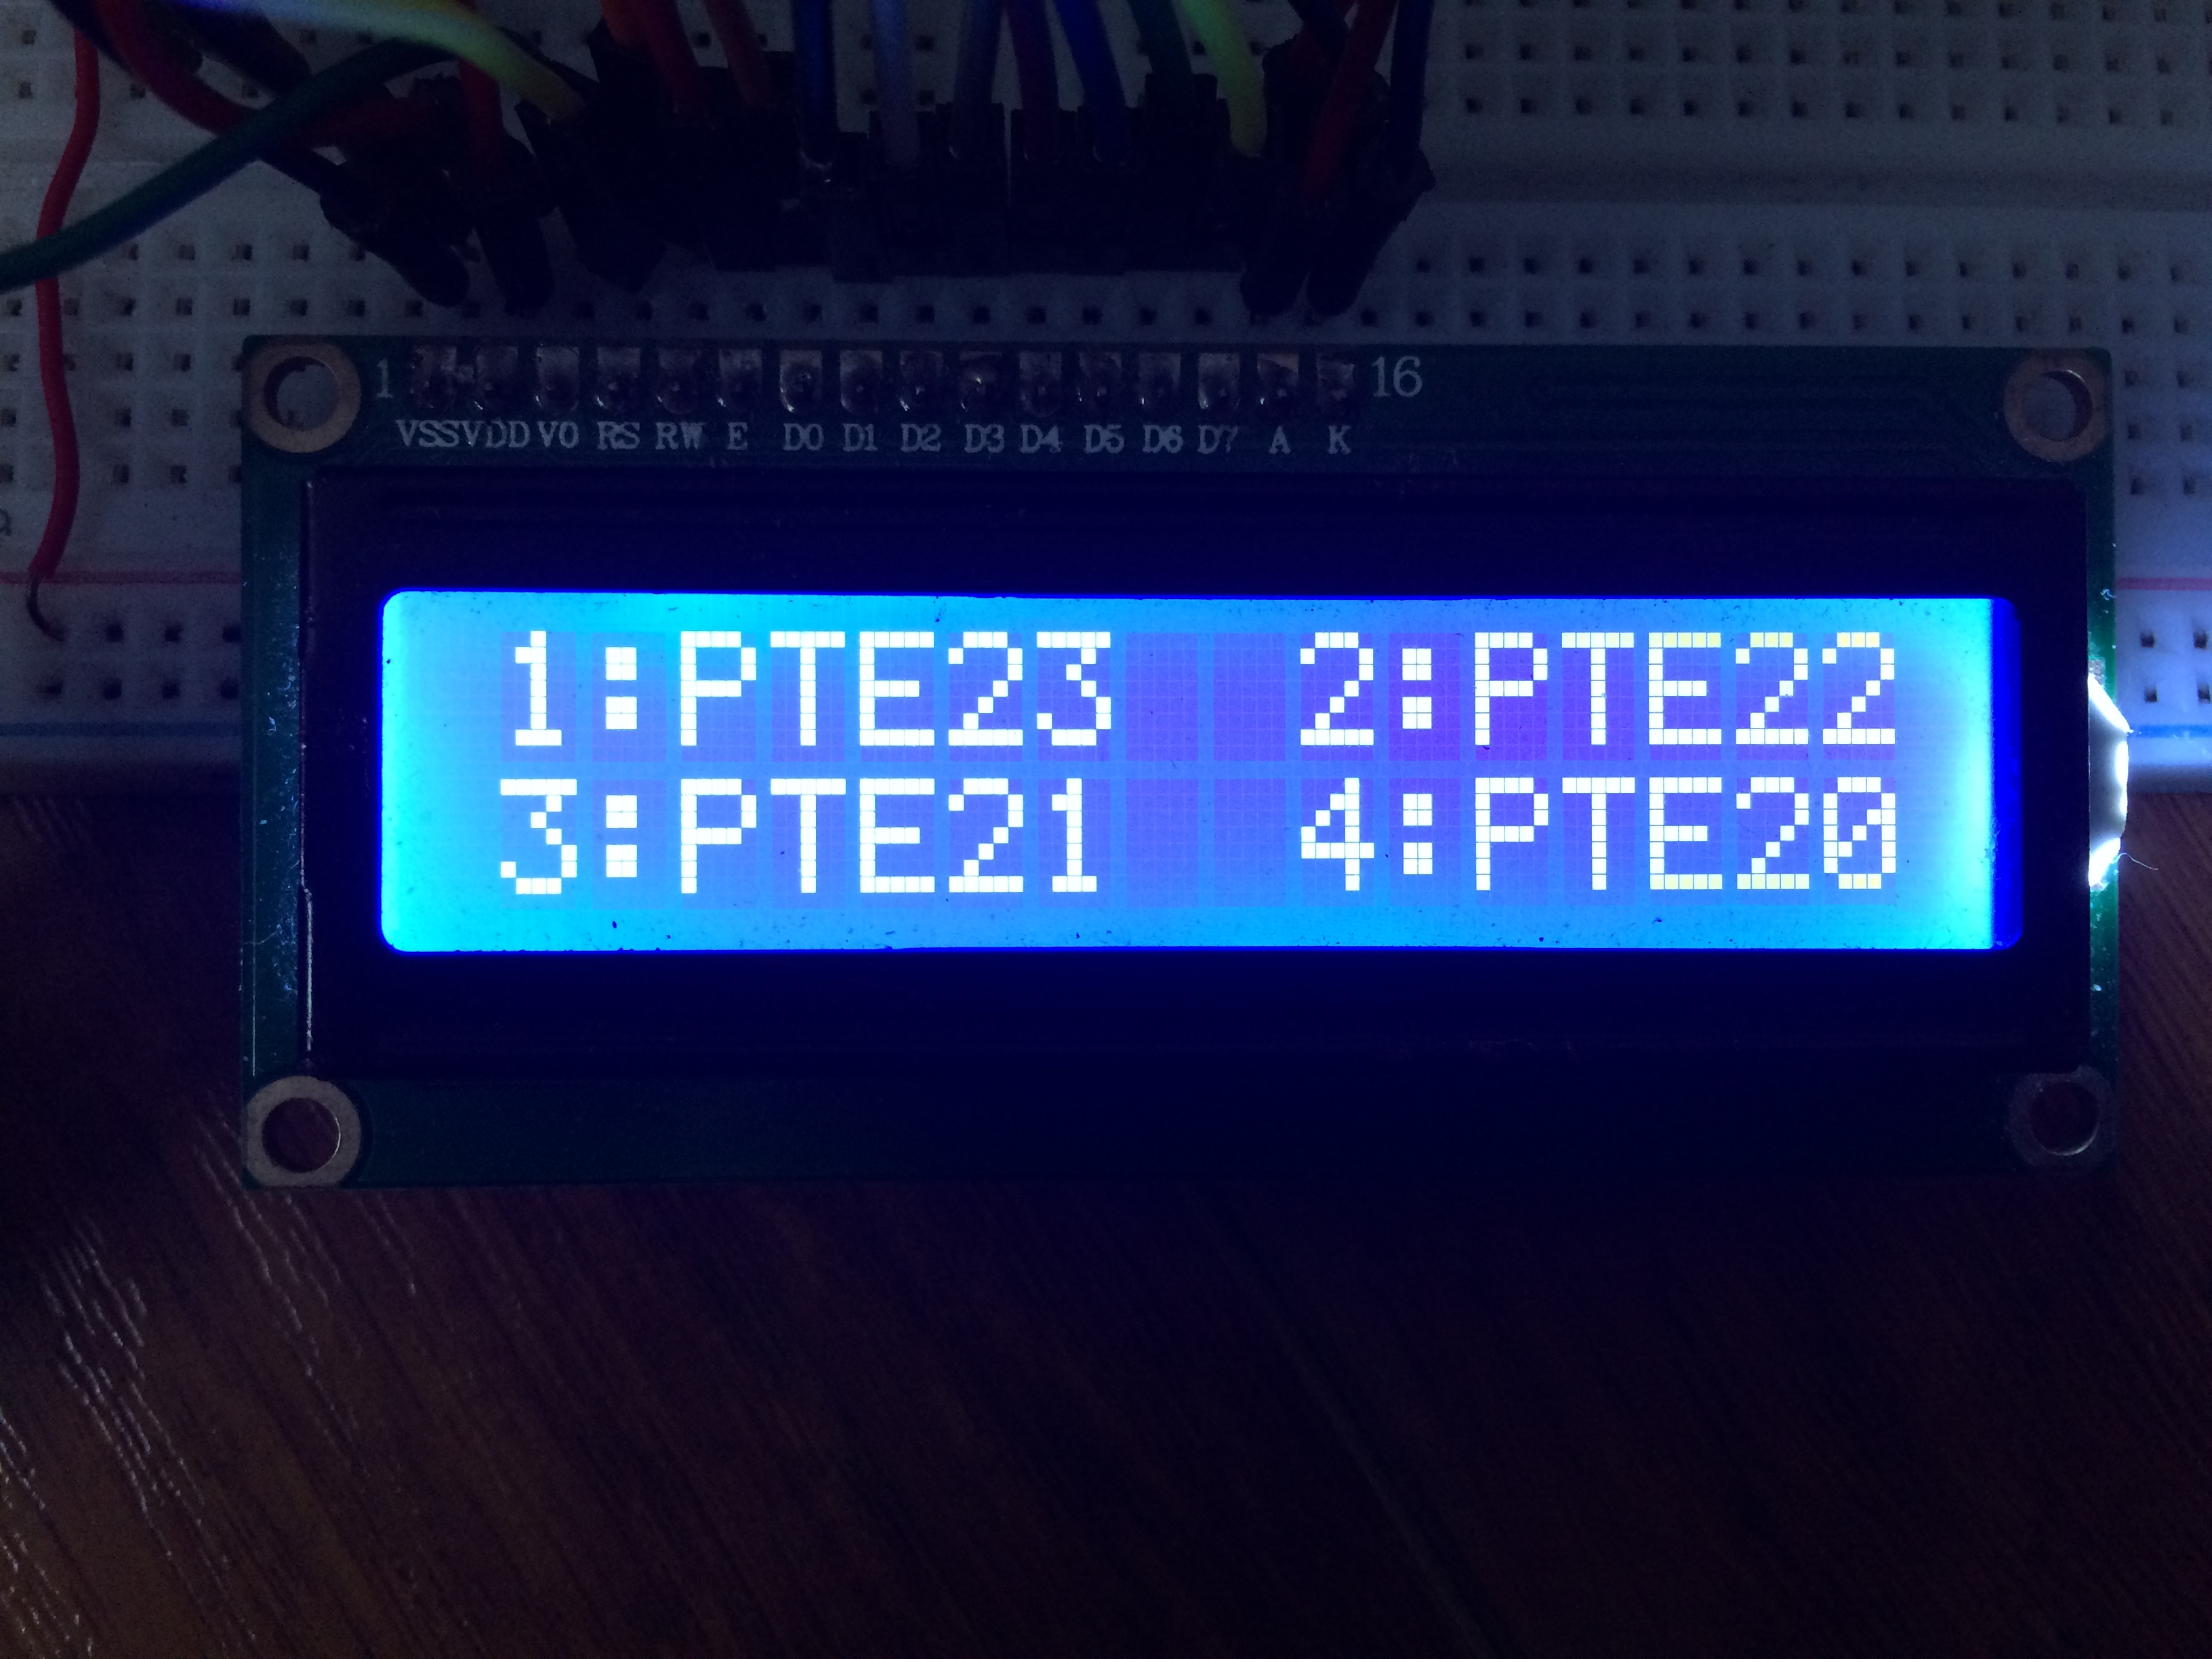 1 16
VSS VDD V0 RS RW E D0 D1 D2 D3 D4 D5 D6 D7 A K
1:PTE23  2:PTE22
3:PTE21  4:PTE20